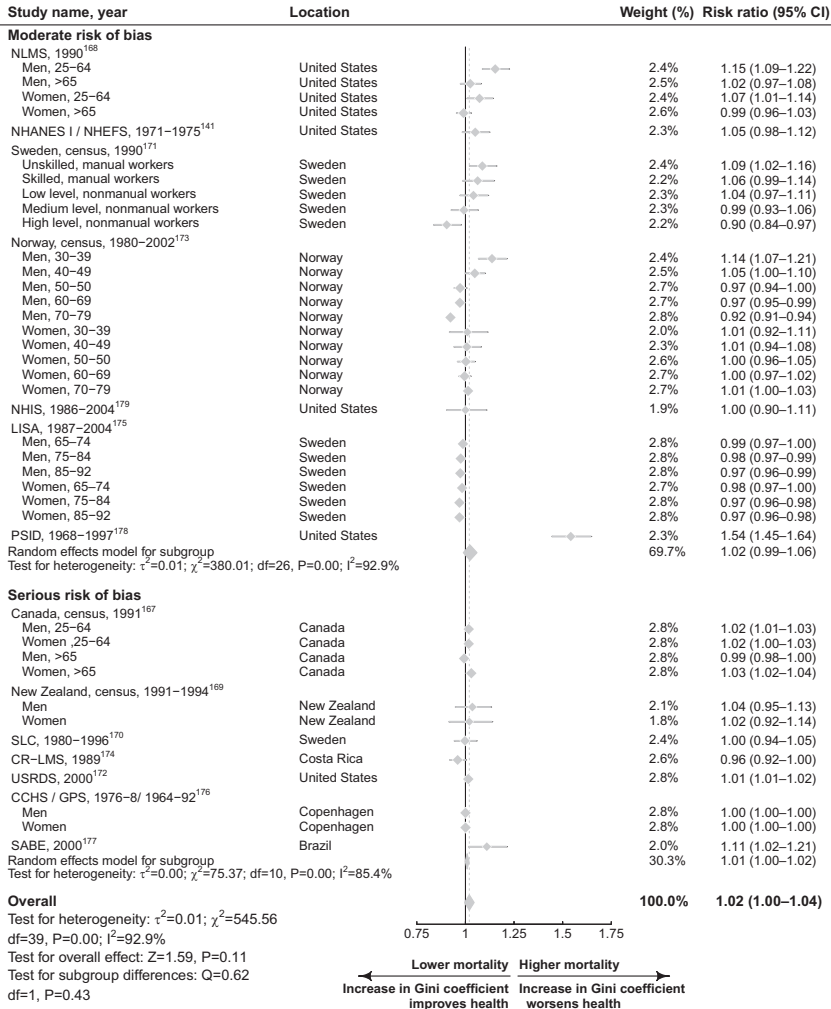 Study name, year Location Weight (%) Risk ratio (95% CI)
Moderate risk of bias
NLMS, 1990168
Men, 25−64 United States 2.4% 1.15 (1.09–1.22)
Men, >65 United States 2.5% 1.02 (0.97–1.08)
Women, 25−64 United States 2.4% 1.07 (1.01–1.14)
Women, >65 United States 2.6% 0.99 (0.96–1.03)
NHANES I / NHEFS, 1971−1975141 United States 2.3% 1.05 (0.98–1.12)
Sweden, census, 1990171
Unskilled, manual workers Sweden 2.4% 1.09 (1.02–1.16)
Skilled, manual workers Sweden 2.2% 1.06 (0.99–1.14)
Low level, nonmanual workers Sweden 2.3% 1.04 (0.97–1.11)
Medium level, nonmanual workers Sweden 2.3% 0.99 (0.93–1.06)
High level, nonmanual workers Sweden 2.2% 0.90 (0.84–0.97)
Norway, census, 1980−2002173
Men, 30−39 Norway 2.4% 1.14 (1.07–1.21)
Men, 40−49 Norway 2.5% 1.05 (1.00–1.10)
Men, 50−50 Norway 2.7% 0.97 (0.94–1.00)
Men, 60−69 Norway 2.7% 0.97 (0.95–0.99)
Men, 70−79 Norway 2.8% 0.92 (0.91–0.94)
Women, 30−39 Norway 2.0% 1.01 (0.92–1.11)
Women, 40−49 Norway 2.3% 1.01 (0.94–1.08)
Women, 50−50 Norway 2.6% 1.00 (0.96–1.05)
Women, 60−69 Norway 2.7% 1.00 (0.97–1.02)
Women, 70−79 Norway 2.7% 1.01 (1.00–1.03)
NHIS, 1986−2004179 United States 1.9% 1.00 (0.90–1.11)
LISA, 1987−2004175
Men, 65–74 Sweden 2.8% 0.99 (0.97–1.00)
Men, 75−84 Sweden 2.8% 0.98 (0.97–0.99)
Men, 85−92 Sweden 2.8% 0.97 (0.96–0.99)
Women, 65−74 Sweden 2.7% 0.98 (0.97–1.00)
Women, 75−84 Sweden 2.8% 0.97 (0.96–0.98)
Women, 85−92 Sweden 2.8% 0.97 (0.96–0.98)
PSID, 1968−1997178 United States 2.3% 1.54 (1.45–1.64)
Random effects model for subgroup 69.7% 1.02 (0.99–1.06)
Test for heterogeneity: τ2=0.01; χ2=380.01; df=26, P=0.00; I2=92.9%
Serious risk of bias
Canada, census, 1991167
Men, 25−64 Canada 2.8% 1.02 (1.01–1.03)
Women ,25−64 Canada 2.8% 1.02 (1.00–1.03)
Men, >65 Canada 2.8% 0.99 (0.98–1.00)
Women, >65 Canada 2.8% 1.03 (1.02–1.04)
New Zealand, census, 1991−1994169
Men New Zealand 2.1% 1.04 (0.95–1.13)
Women New Zealand 1.8% 1.02 (0.92–1.14)
SLC, 1980−1996170 Sweden 2.4% 1.00 (0.94–1.05)
CR−LMS, 1989174 Costa Rica 2.6% 0.96 (0.92–1.00)
USRDS, 2000172 United States 2.8% 1.01 (1.01–1.02)
CCHS / GPS, 1976−8/ 1964−92176
Men Copenhagen 2.8% 1.00 (1.00–1.00)
Women Copenhagen 2.8% 1.00 (1.00–1.00)
SABE, 2000177 Brazil 2.0% 1.11 (1.02–1.21)
Random effects model for subgroup 30.3% 1.01 (1.00–1.02)
Test for heterogeneity: τ2=0.00; χ2=75.37; df=10, P=0.00; I2=85.4%
Overall 100.0% 1.02 (1.00–1.04)
Test for heterogeneity: τ2=0.01; χ2=545.56
df=39, P=0.00; I2=92.9%
Test for overall effect: Z=1.59, P=0.11
Test for subgroup differences: Q=0.62
df=1, P=0.43
0.75 1 1.25 1.5 1.75
Lower mortality Higher mortality
Increase in Gini coefficient Increase in Gini coefficient
improves health worsens health